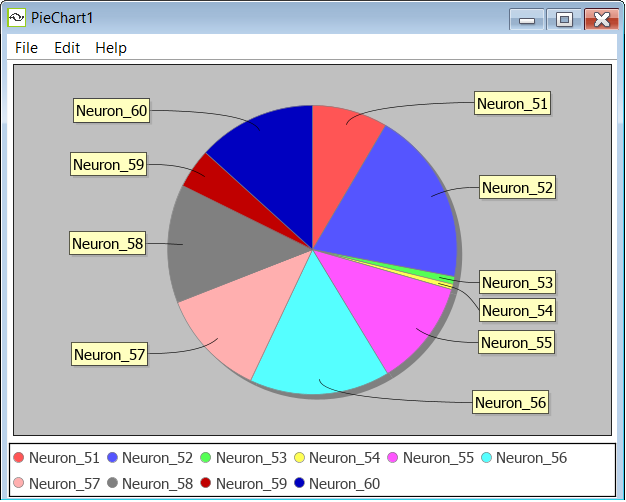 PieChart1
File Edit Help
Neuron_51
Neuron_60
Neuron_59
Neuron_52
Neuron_58
Neuron_53
Neuron_54
Neuron_55
Neuron_57
Neuron_56
Neuron_51 Neuron_52 Neuron_53 Neuron_54 Neuron_55 Neuron_56
Neuron_57 Neuron_58 Neuron_59 Neuron_60